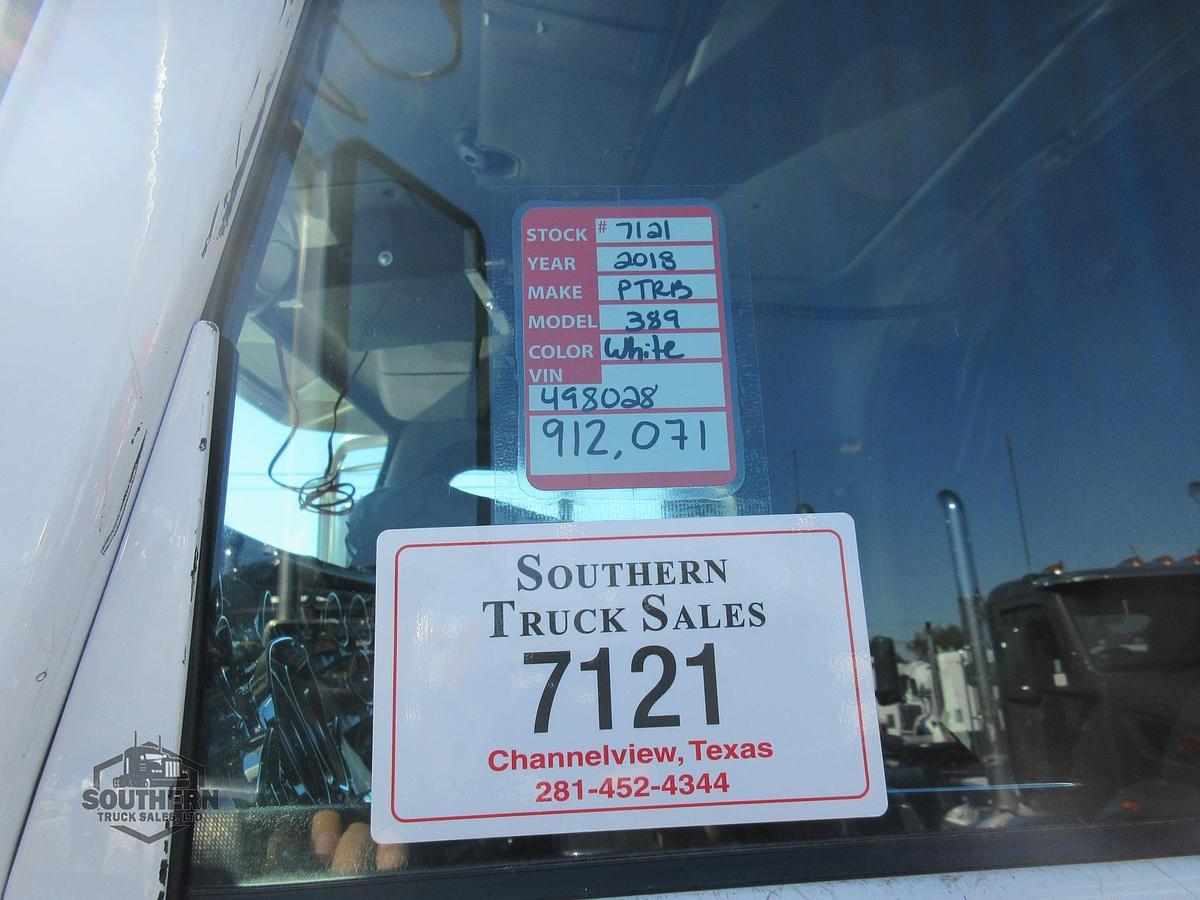 STOCK # 7121
YEAR 2018
MAKE PTRB
MODEL 389
COLOR White
VIN
498028
912,071
SOUTHERN
TRUCK SALES
7121
Channelview, Texas
281-452-4344
SOUTHERN
TRUCK SALES, LTD